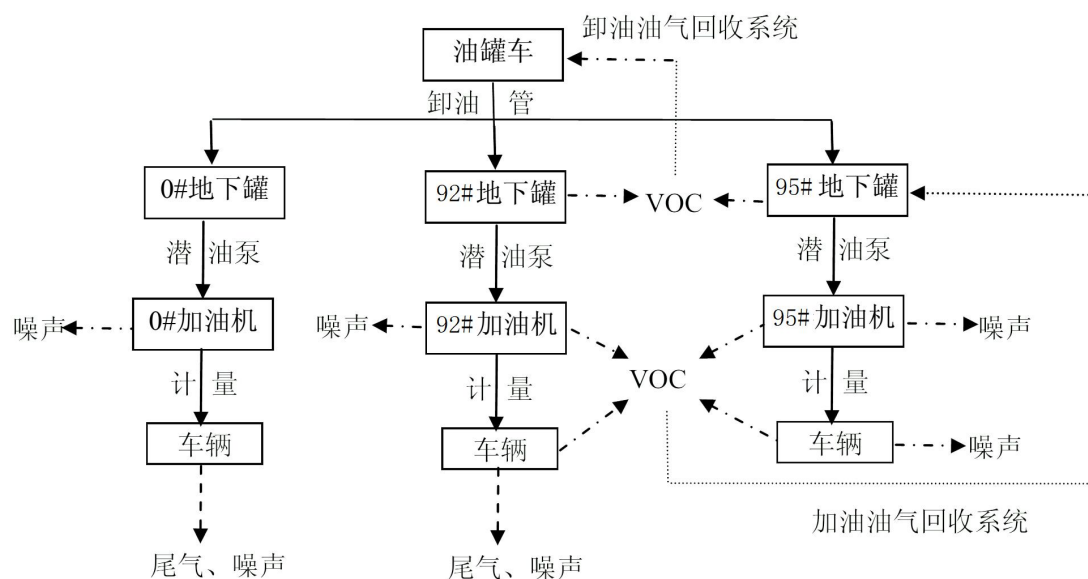 卸油油气回收系统
油罐车
卸油 管
0#地下罐
92#地下罐
VOC
95#地下罐
潜 油泵
潜 油泵
潜 油泵
噪声
0#加油机
噪声
92#加油机
95#加油机
噪声
计 量
计 量
VOC
计 量
车辆
车辆
车辆
噪声
加油油气回收系统
尾气、噪声
尾气、噪声